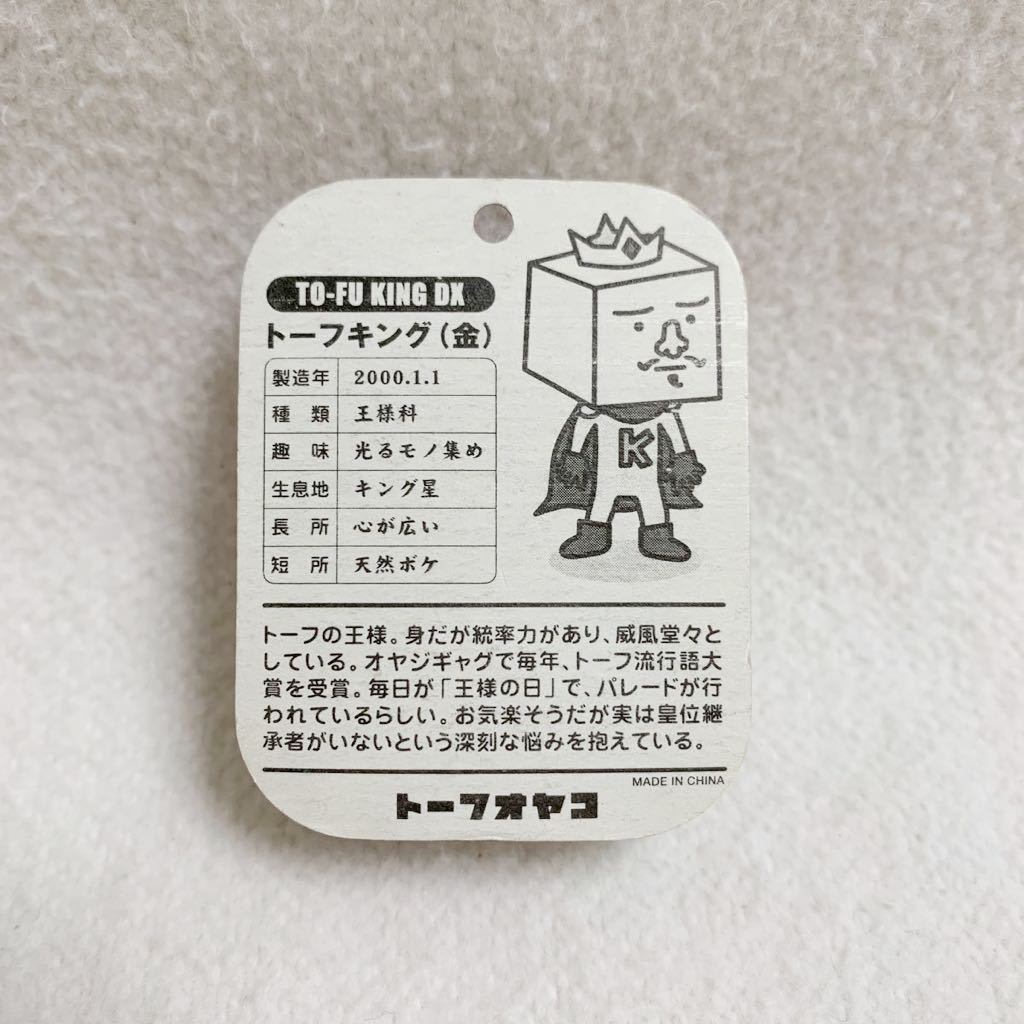 TO-FU KING DX
トーフキング(金)
製造年 2000.1.1
種類 王様科
趣味 光るモノ集め
生息地 キング星
長所 心が広い
短所 天然ボケ
K
トーフの王様。身だが統率力があり、威風堂々と
している。オヤジギャグで毎年、トーフ流行語大
賞を受賞。毎日が「王様の日」で、パレードが行
われているらしい。お気楽そうだが実は皇位継
承者がいないという深刻な悩みを抱えている。
MADE IN CHINA
トーフオヤコ